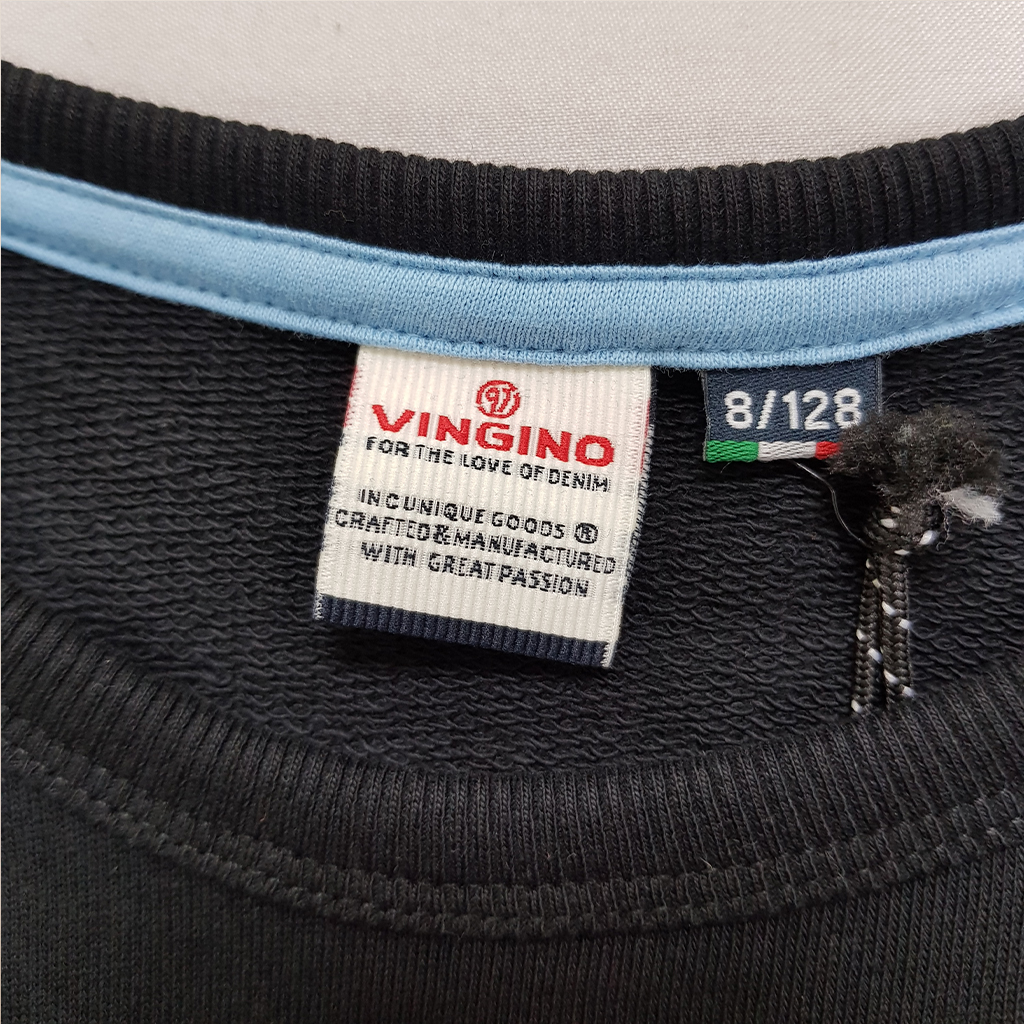 VINGINO
FOR THE LOVE OF DENIM
INC UNIQUE GOODS ®
CRAFTED & MANUFACTURED
WITH GREAT PASSION
8/128